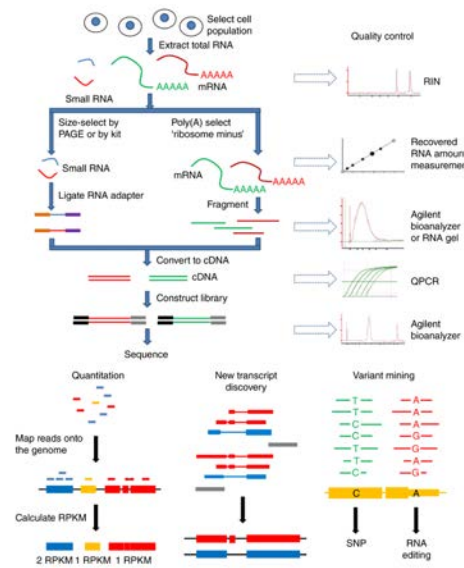 Select cell
population
Extract total RNA
Quality control
AAAAA
AAAAA
mRNA
Small RNA
RIN
Size-select by
PAGE or by kit
Poly(A) select
'ribosome minus'
Small RNA
mRNA
AAAAA
AAAAA
Recovered
RNA amount
measurement
Ligate RNA adapter
Fragment
Agilent
bioanalyzer
or RNA gel
Convert to cDNA
cDNA
QPCR
Construct library
Agilent
bioanalyzer
Sequence
Quantitation
Map reads onto
the genome
Calculate RPKM
2 RPKM 1 RPKM 1 RPKM
New transcript
discovery
Variant mining
T A
T A
C G
C A
T G
T A
C G
C A
SNP
RNA
editing